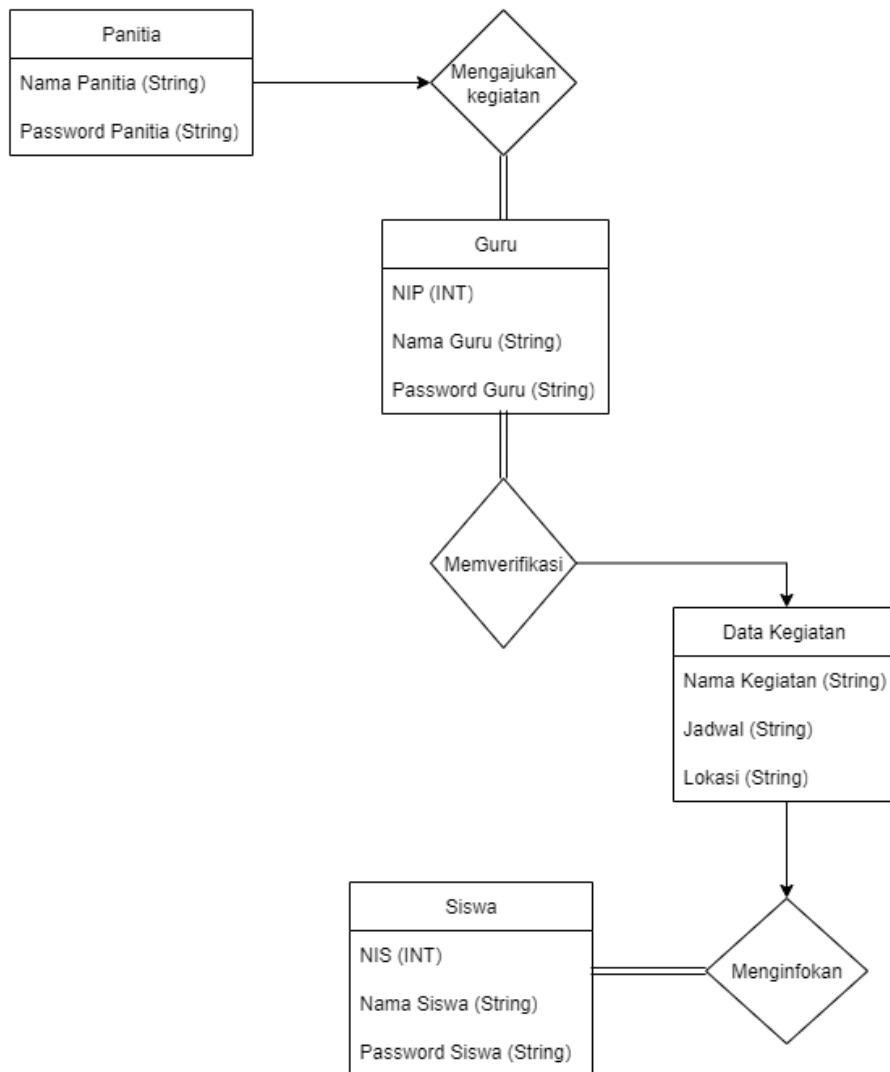 Panitia
Nama Panitia (String)
Password Panitia (String)
Mengajukan
kegiatan
Guru
NIP (INT)
Nama Guru (String)
Password Guru (String)
Memverifikasi
Data Kegiatan
Nama Kegiatan (String)
Jadwal (String)
Lokasi (String)
Siswa
NIS (INT)
Nama Siswa (String)
Password Siswa (String)
Menginfokan